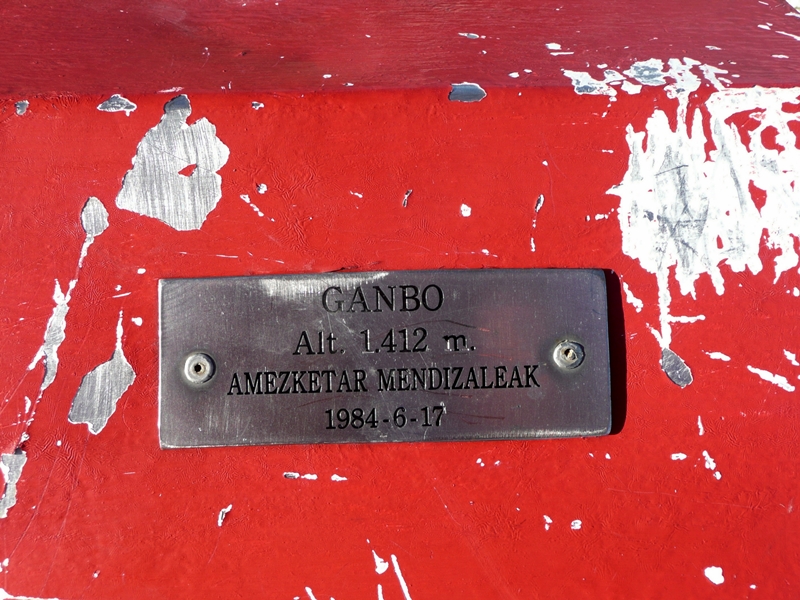 GANBO
Alt. 1.412 m.
AMEZKETAR MENDIZALEAK
1984-6-17